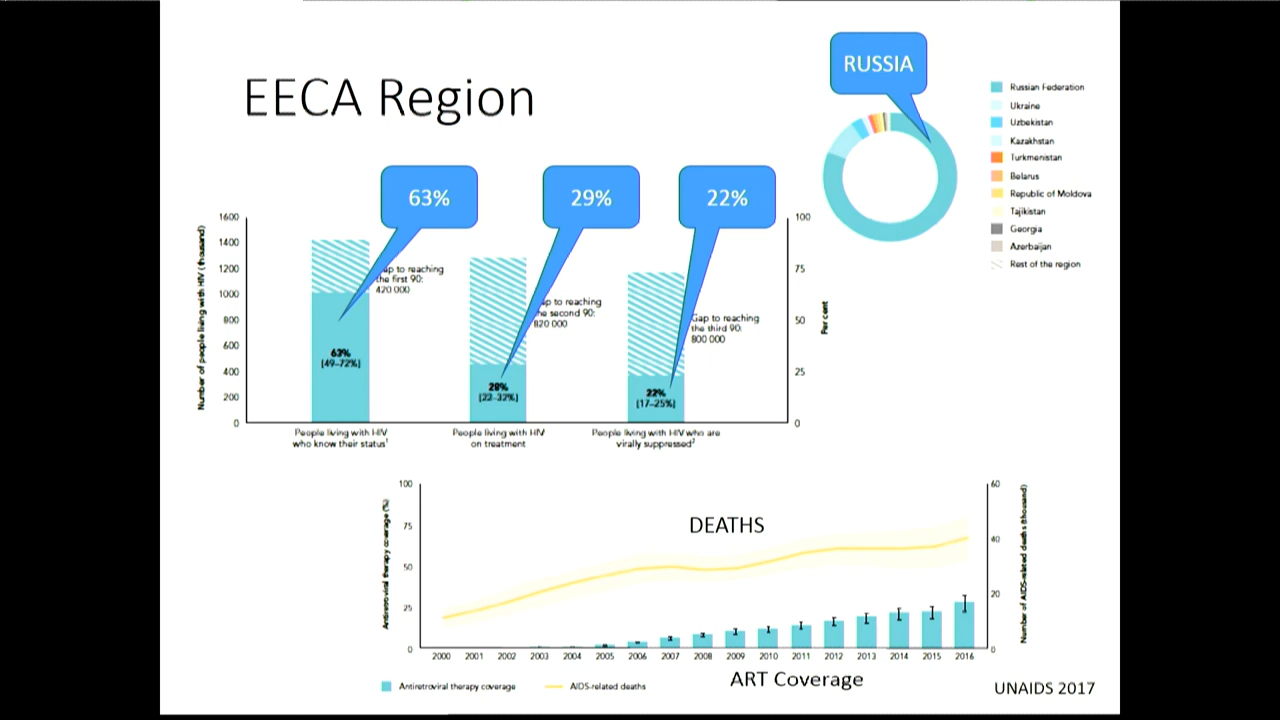 EECA Region
RUSSIA
Russian Federation
Ukraine
Uzbekistan
Kazakhstan
Turkmenistan
Belarus
Republic of Moldova
Tajikistan
Georgia
Azerbaijan
Rest of the region
63%
29%
22%
Number of people living with HIV (thousand)
1600
1400
1200
1000
800
600
400
200
0
to reaching
the first 90:
420 000
to reaching
second 90:
820 000
Gap to reaching
the third 90:
800 000
63%
[49–72%]
28%
[22–32%]
22%
[17–25%]
100
75
50
25
0
Per cent
People living with HIV
who know their status¹
People living with HIV
on treatment
People living with HIV who are
virally suppressed²
Antiretroviral therapy coverage (%)
100
75
50
25
0
DEATHS
60
40
20
0
Number of AIDS-related deaths (thousand)
2000 2001 2002 2003 2004 2005 2006 2007 2008 2009 2010 2011 2012 2013 2014 2015 2016
Antiretroviral therapy coverage
AIDS-related deaths
ART Coverage
UNAIDS 2017